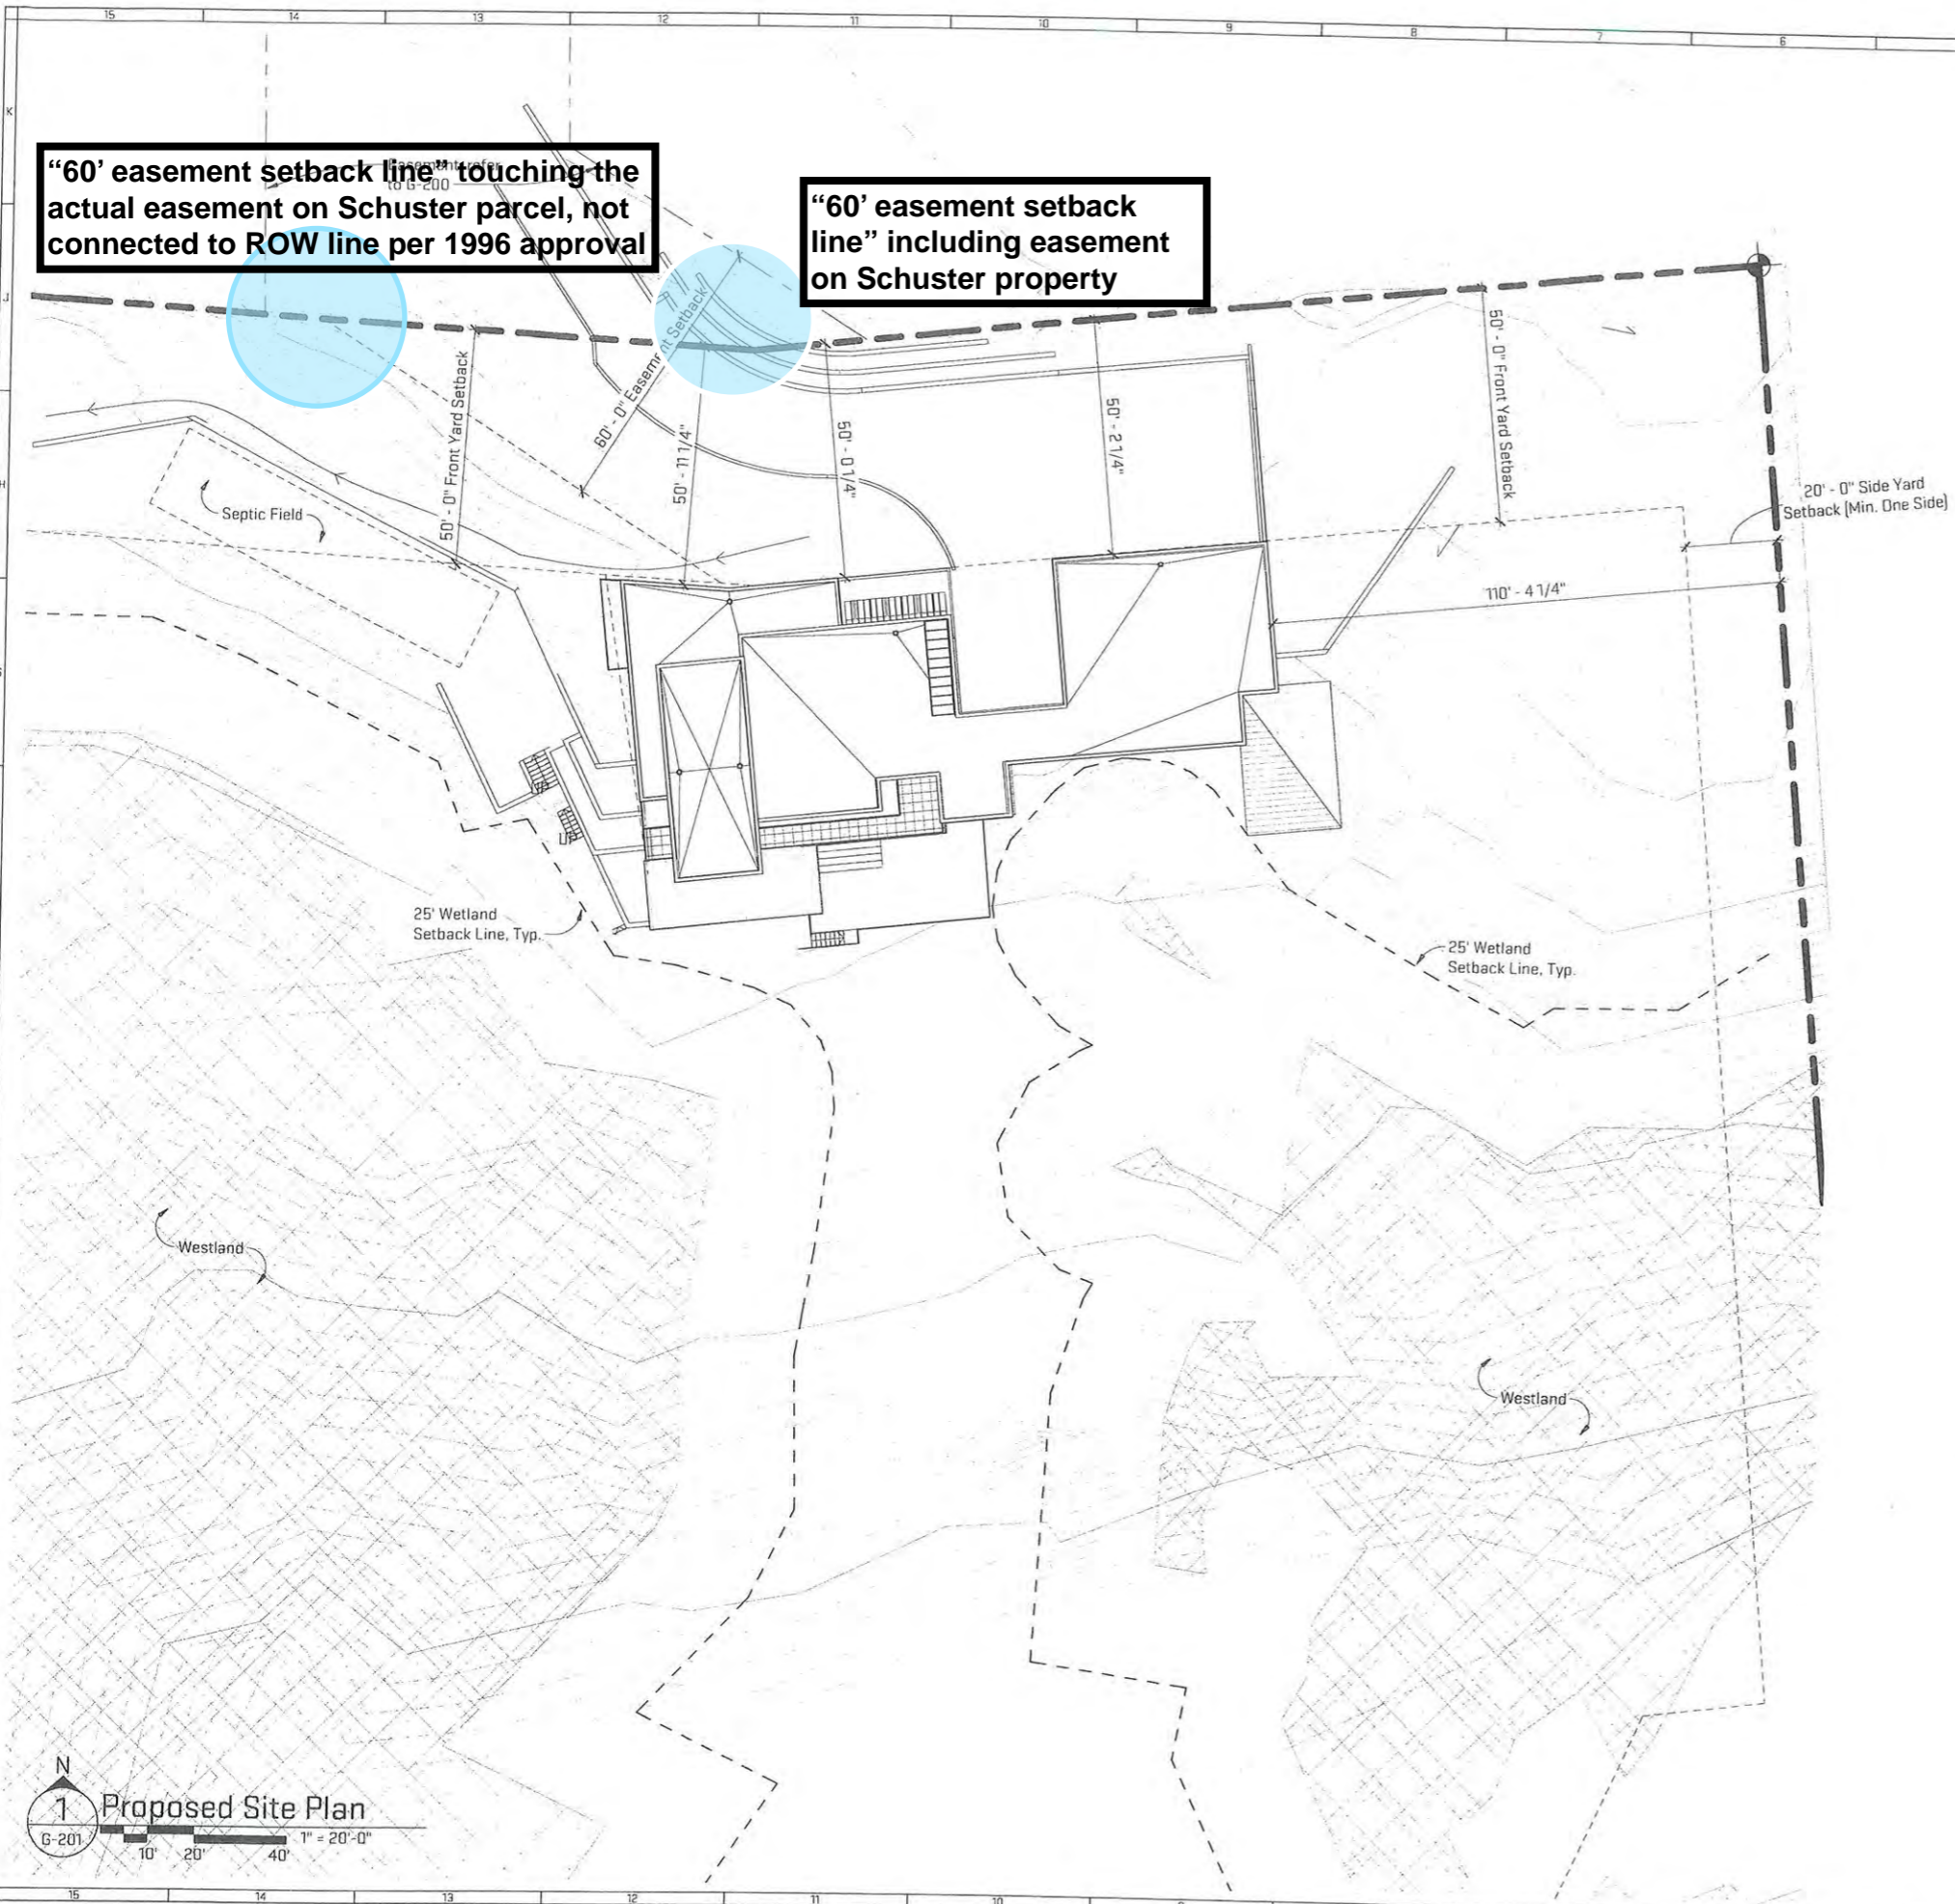 15 14 13 12 11 10 9 8 7 6
K
“60’ easement setback line” touching the
actual easement on Schuster parcel, not
connected to ROW line per 1996 approval
Easement, refer
to G-200
“60’ easement setback
line” including easement
on Schuster property
J
50' - 0" Front Yard Setback
60' - 0" Easement Setback
50' - 11 1/4"
50' - 0 1/4"
50' - 2 1/4"
50' - 0" Front Yard Setback
H
Septic Field
20' - 0" Side Yard
Setback (Min. One Side)
110' - 4 1/4"
UP
25' Wetland
Setback Line, Typ.
25' Wetland
Setback Line, Typ.
Westland
Westland
N
1
G-201
Proposed Site Plan
1" = 20'-0"
10' 20' 40'
15 14 13 12 11 10